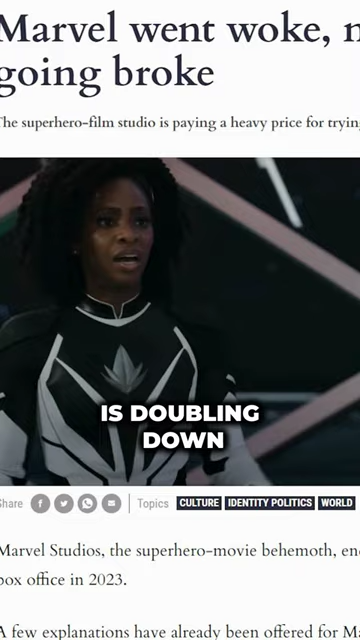 Marvel went woke, n
going broke
The superhero-film studio is paying a heavy price for trying
IS DOUBLING
DOWN
Share
Topics
CULTURE
IDENTITY POLITICS
WORLD
Marvel Studios, the superhero-movie behemoth, en
box office in 2023.
A few explanations have already been offered for Ma